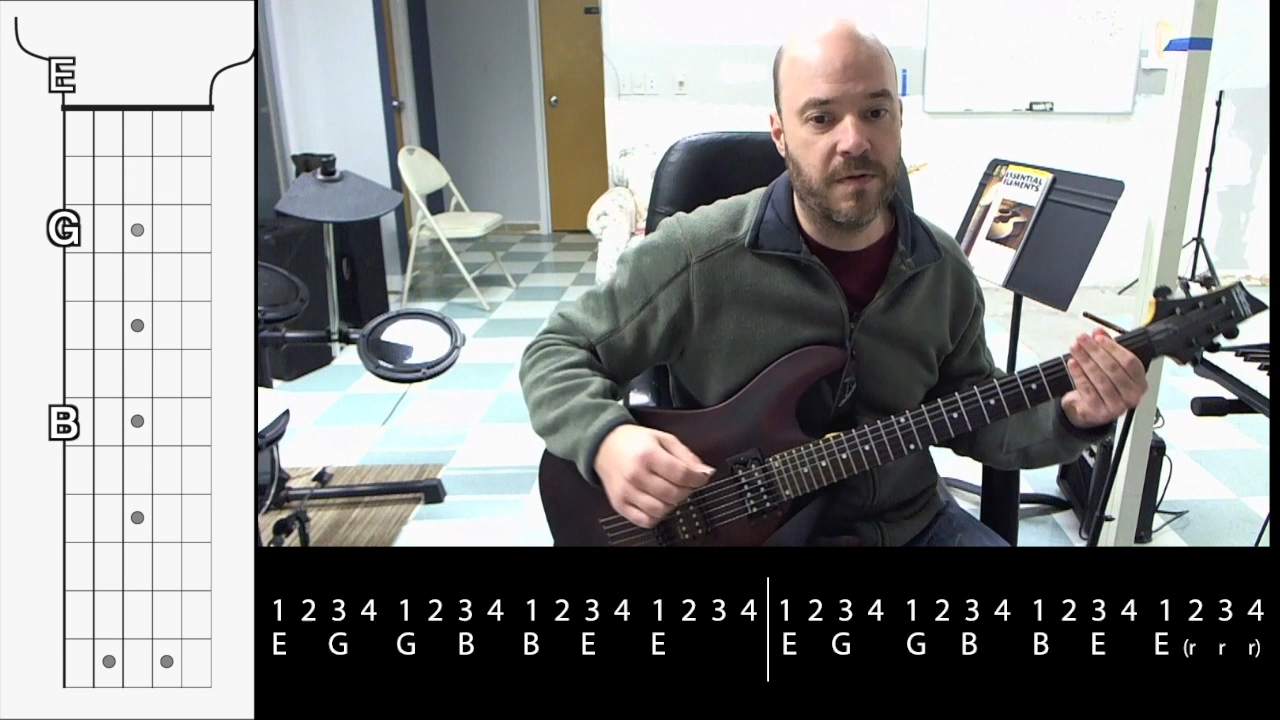 E
G
B
ESSENTIAL
ELEMENTS
1 2 3 4 1 2 3 4 1 2 3 4 1 2 3 4 1 2 3 4 1 2 3 4 1 2 3 4 1 2 3 4
E G G B B E E E G G B B E E (r r r)